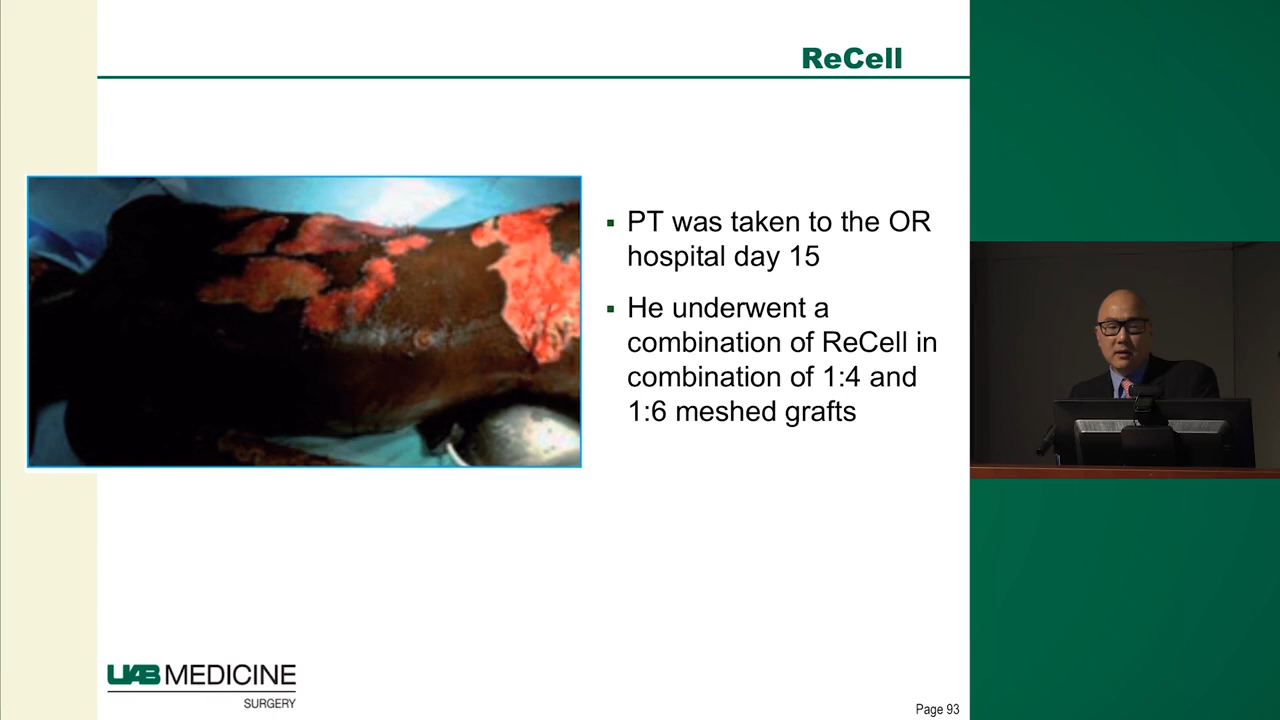 ReCell
▪ PT was taken to the OR
hospital day 15
▪ He underwent a
combination of ReCell in
combination of 1:4 and
1:6 meshed grafts
UAB MEDICINE
SURGERY
Page 93